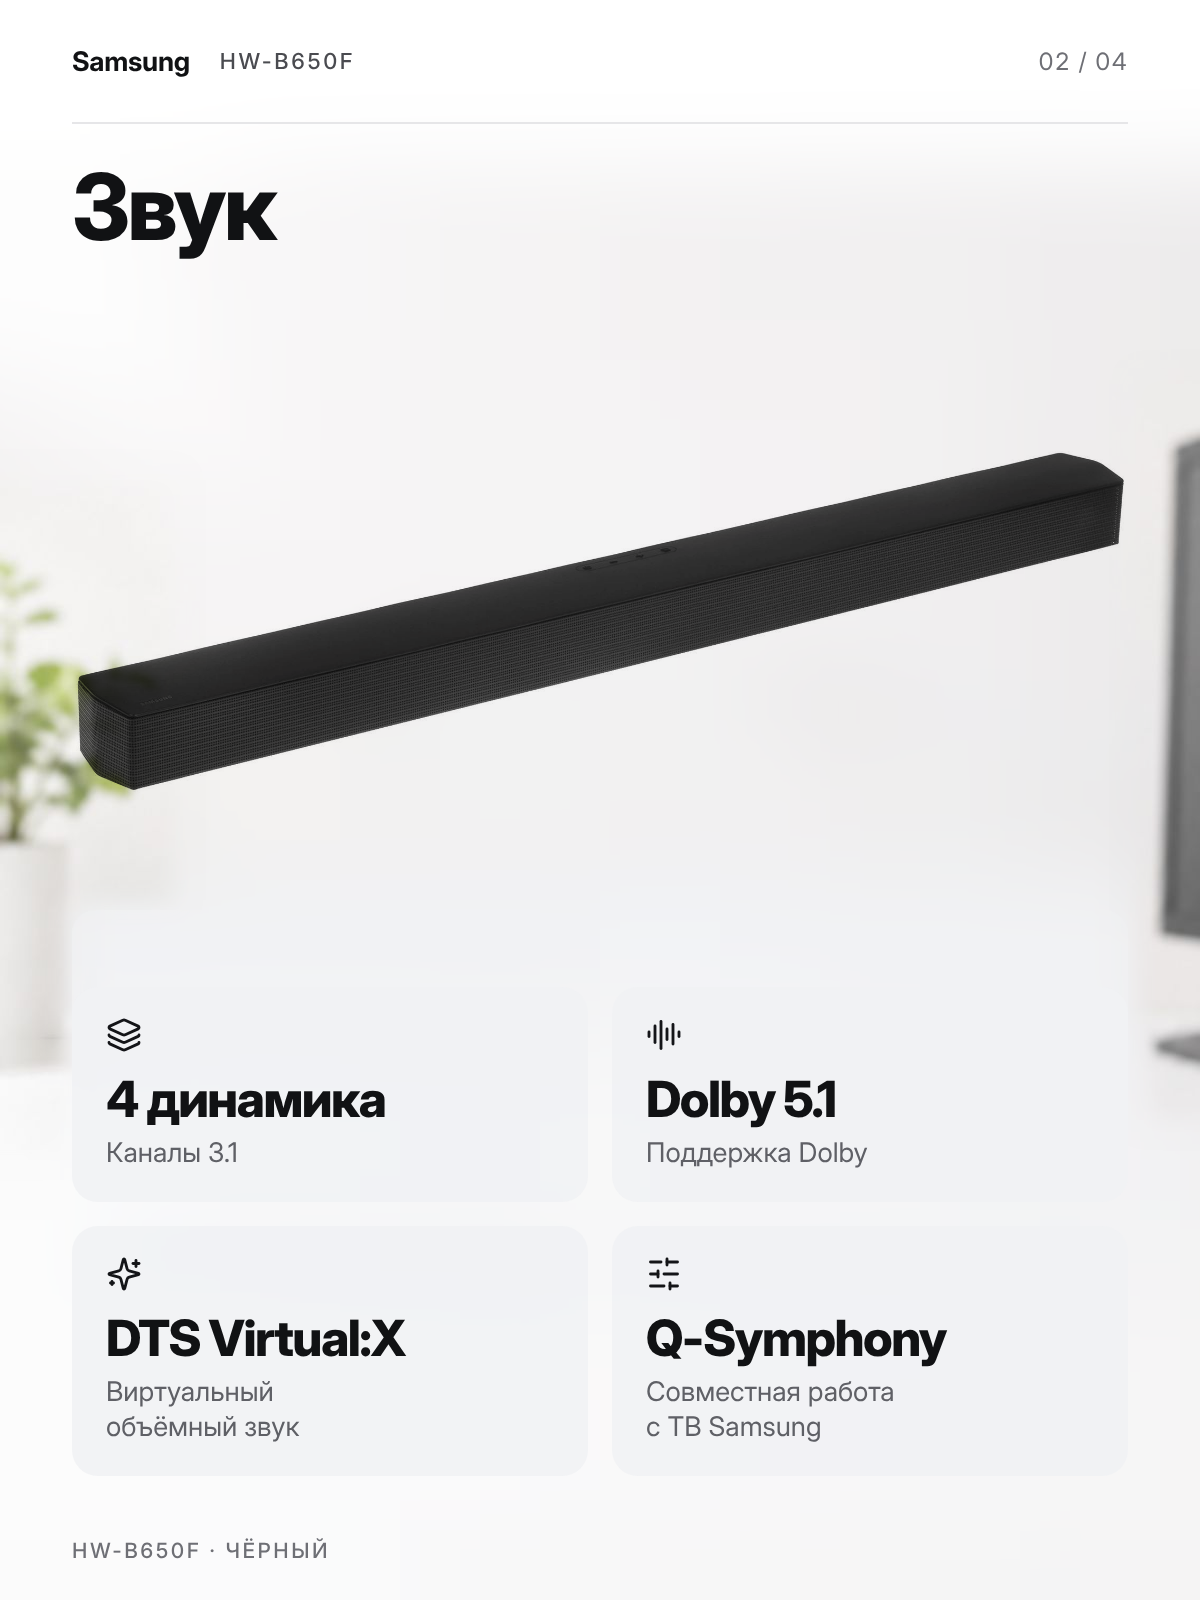 Samsung HW-B650F 02 / 04
Звук
4 динамика
Каналы 3.1
Dolby 5.1
Поддержка Dolby
DTS Virtual:X
Виртуальный
объёмный звук
Q-Symphony
Совместная работа
с ТВ Samsung
HW-B650F · ЧЁРНЫЙ